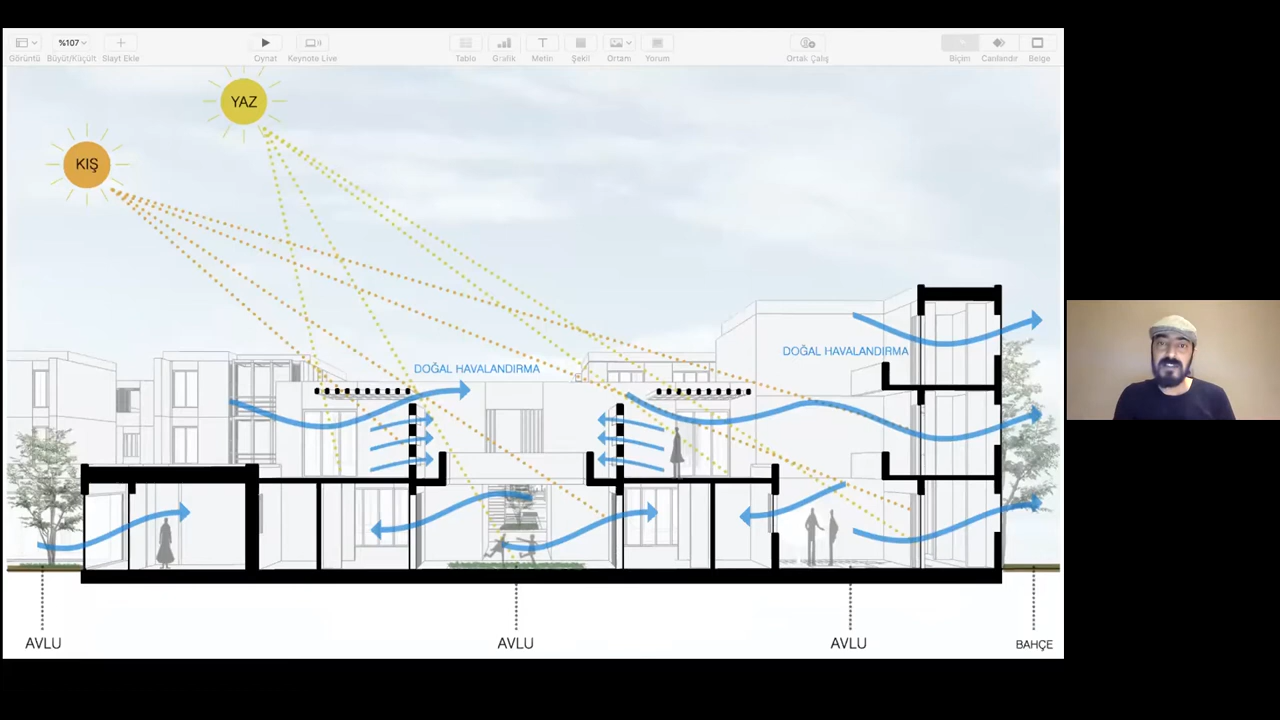 %107
Görüntü
Büyüt/Küçült
Slayt Ekle
Oynat
Keynote Live
Tablo
Grafik
Metin
Şekil
Ortam
Yorum
Ortak Çalış
Biçim
Canlandır
Belge
YAZ
KIŞ
DOĞAL HAVALANDIRMA
DOĞAL HAVALANDIRMA
AVLU
AVLU
AVLU
BAHÇE